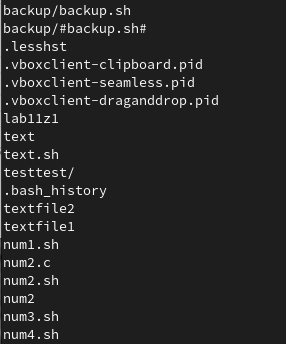 backup/backup.sh
backup/#backup.sh#
.lesshst
.vboxclient-clipboard.pid
.vboxclient-seamless.pid
.vboxclient-draganddrop.pid
lab11z1
text
text.sh
testtest/
.bash_history
textfile2
textfile1
num1.sh
num2.c
num2.sh
num2
num3.sh
num4.sh